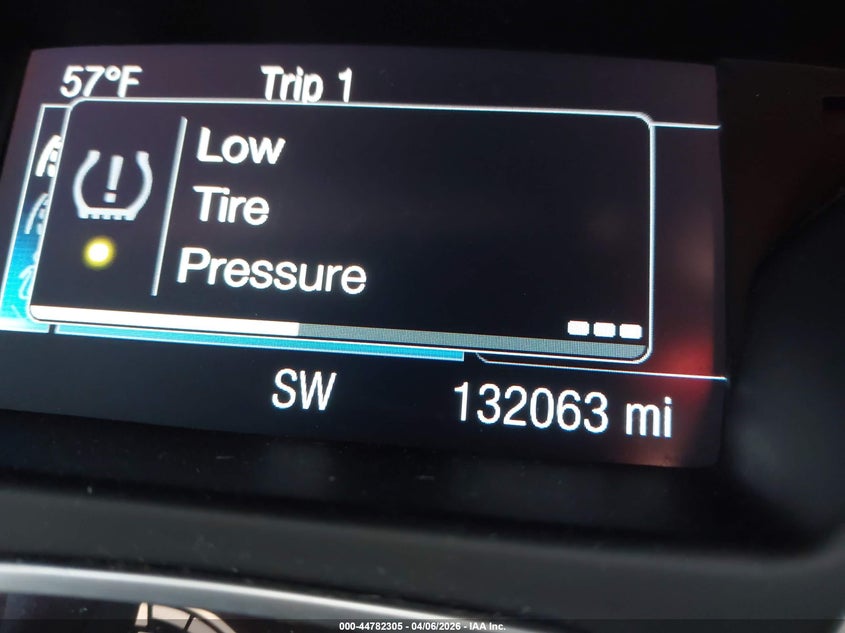 57°F Trip 1
Low
Tire
Pressure
SW 132063 mi
000-44782305 - 04/06/2026 - IAA Inc.